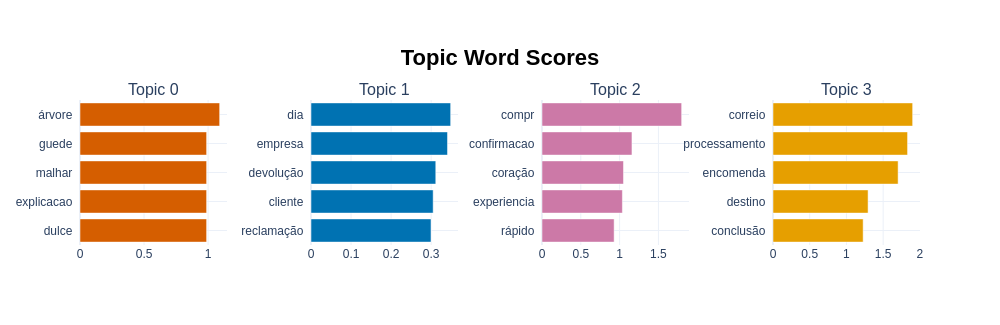 Topic Word Scores
Topic 0
árvore
guede
malhar
explicacao
dulce
0 0.5 1
Topic 1
dia
empresa
devolução
cliente
reclamação
0 0.1 0.2 0.3
Topic 2
compr
confirmacao
coração
experiencia
rápido
0 0.5 1 1.5
Topic 3
correio
processamento
encomenda
destino
conclusão
0 0.5 1 1.5 2